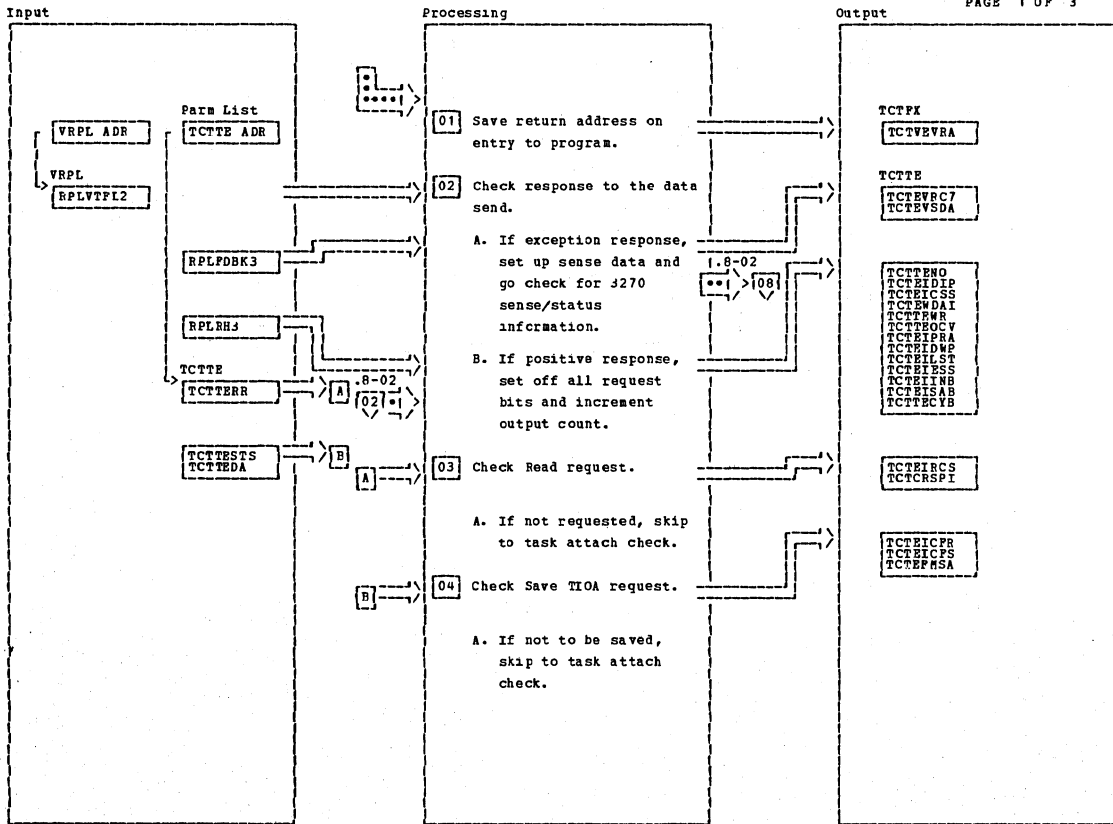 PAGE 1 OF 3
Input
Processing
Output
Parm List
VRPL ADR
TCTTE ADR
VRPL
RPLVTFL2
RPLFDBK3
RPLRH3
TCTTE
TCTTERR
A
.8-02
02
TCTTESTS
TCTTEDA
B
01 Save return address on
entry to program.
02 Check response to the data
send.
A. If exception response,
set up sense data and
go check for 3270
sense/status
information.
.8-02
08
B. If positive response,
set off all request
bits and increment
output count.
A
03 Check Read request.
A. If not requested, skip
to task attach check.
B
04 Check Save TIOA request.
A. If not to be saved,
skip to task attach
check.
TCTPX
TCTVEVRA
TCTTE
TCTEVRC7
TCTEVSDA
TCTTENO
TCTEIDIP
TCTEICSS
TCTEWDAI
TCTTEWR
TCTTEOCV
TCTEIPRA
TCTEIDWP
TCTEILST
TCTEIESS
TCTEIINB
TCTEISAB
TCTTECYB
TCTEIRCS
TCTCRSPI
TCTEICPR
TCTEICPS
TCTEPMSA